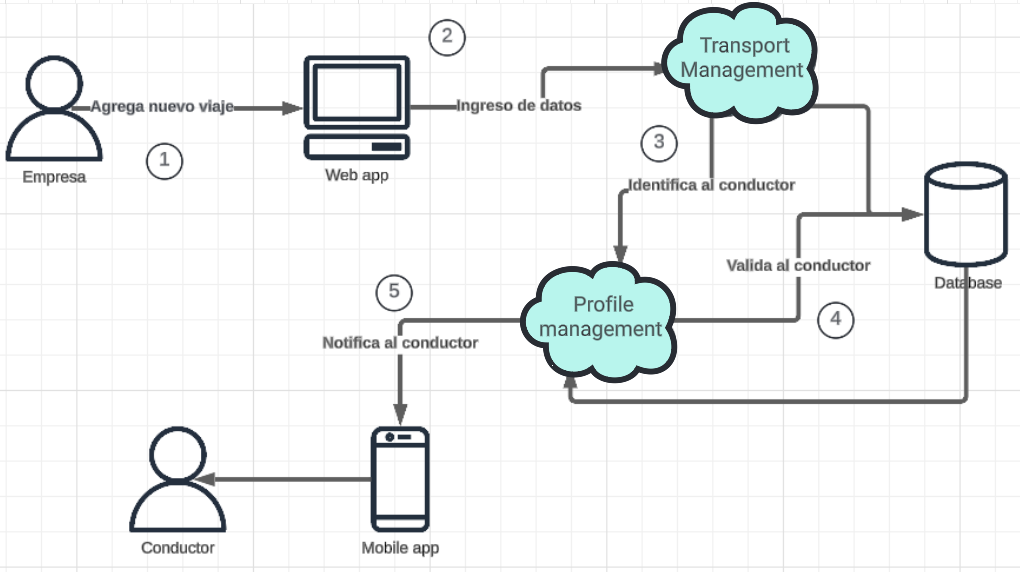 Agrega nuevo viaje
1
Empresa
Web app
2
Ingreso de datos
Transport
Management
3
Identifica al conductor
Valida al conductor
4
Database
Profile
management
5
Notifica al conductor
Mobile app
Conductor